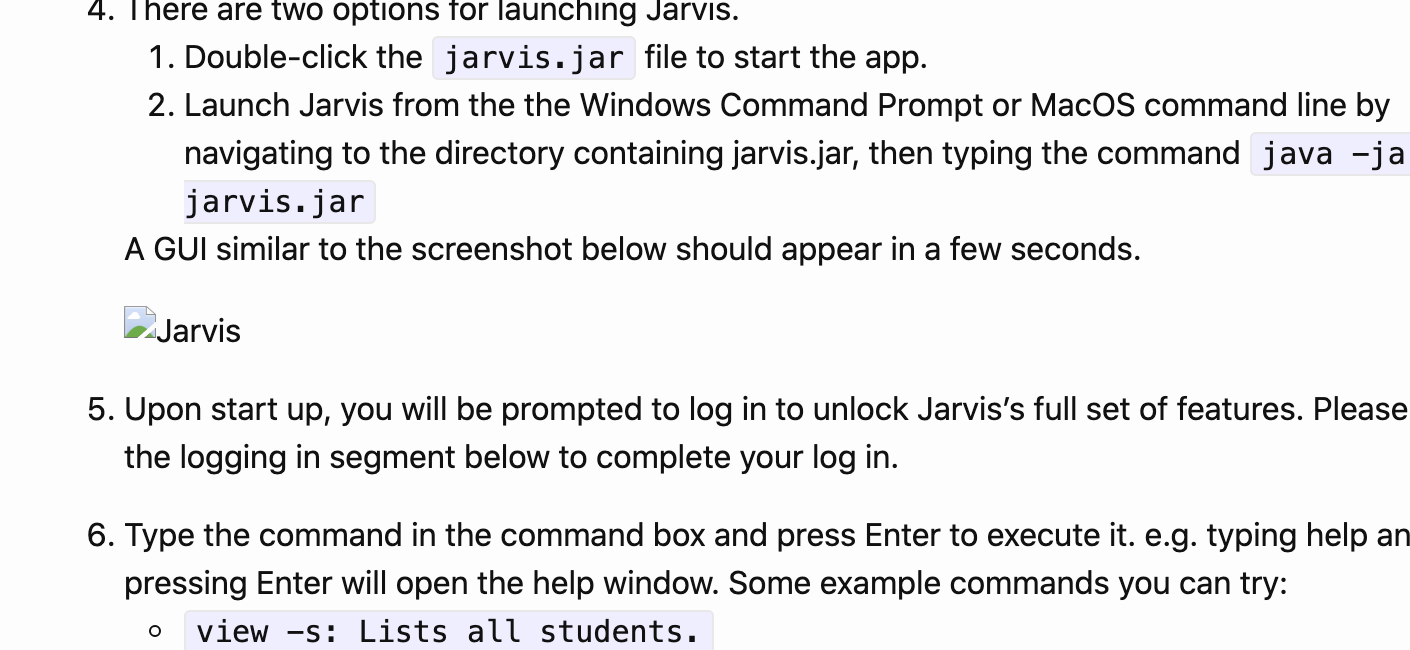 4. There are two options for launching Jarvis.
1. Double-click the jarvis.jar file to start the app.
2. Launch Jarvis from the the Windows Command Prompt or MacOS command line by
navigating to the directory containing jarvis.jar, then typing the command java -ja
jarvis.jar
A GUI similar to the screenshot below should appear in a few seconds.
Jarvis
5. Upon start up, you will be prompted to log in to unlock Jarvis’s full set of features. Please
the logging in segment below to complete your log in.
6. Type the command in the command box and press Enter to execute it. e.g. typing help an
pressing Enter will open the help window. Some example commands you can try:
○ view -s: Lists all students.